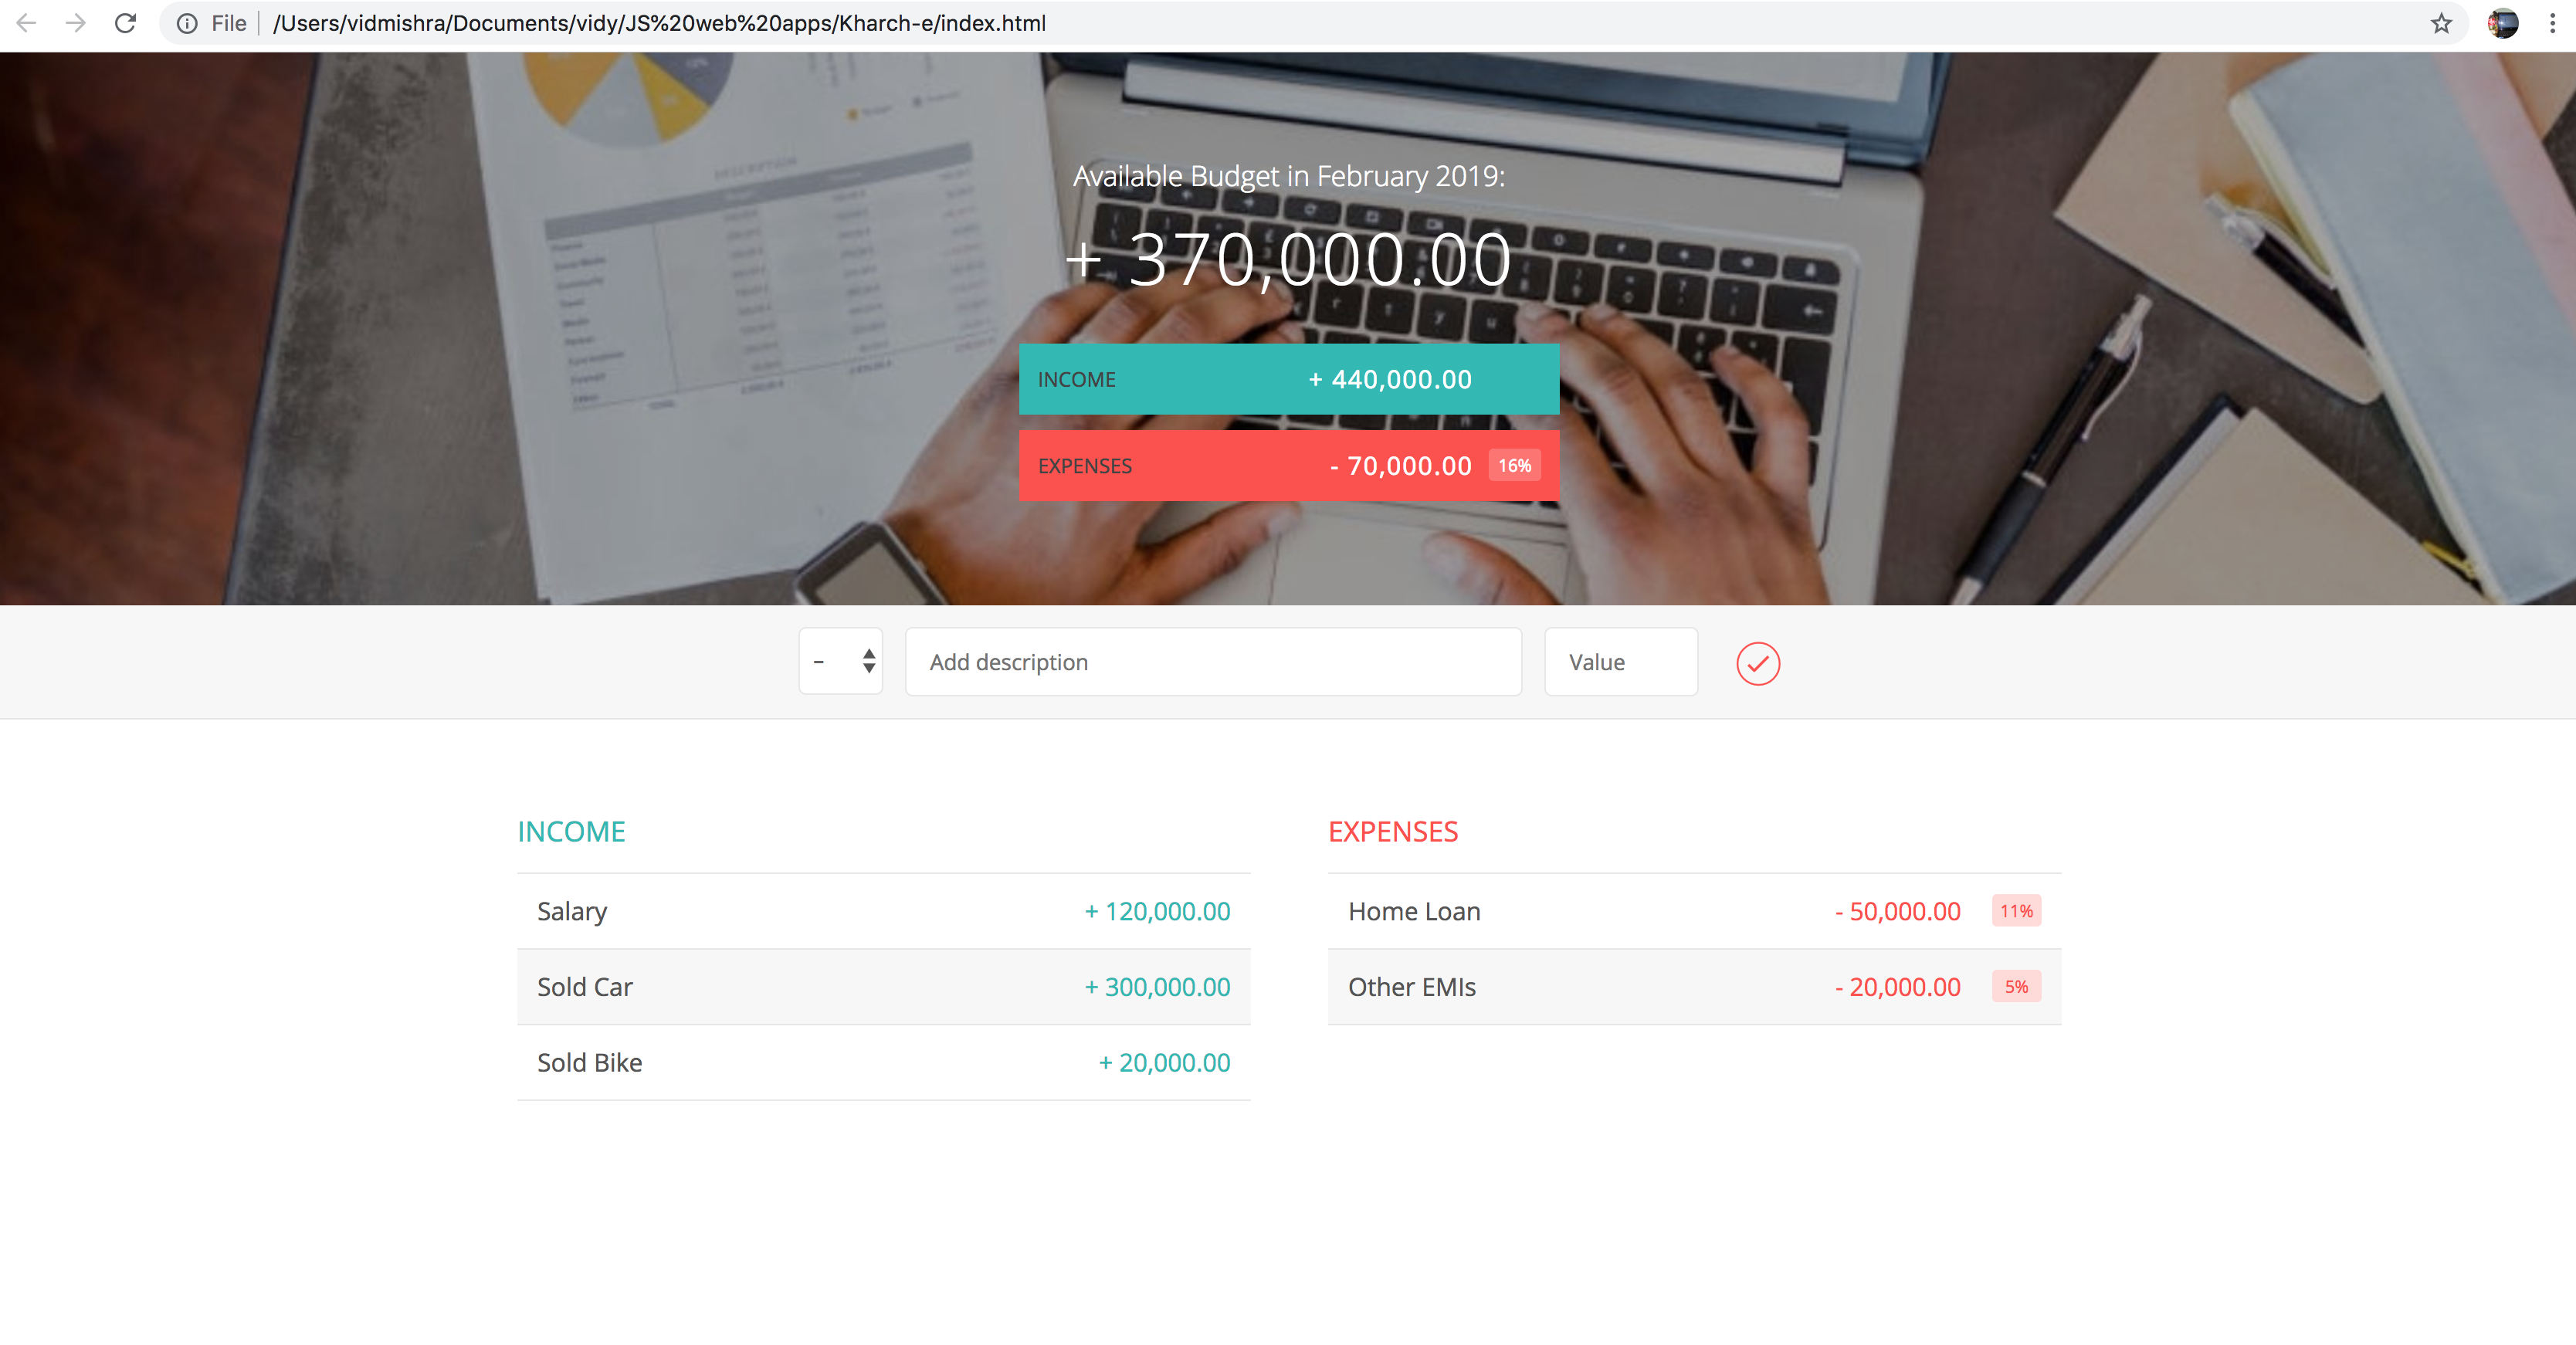 File /Users/vidmishra/Documents/vidy/JS%20web%20apps/Kharch-e/index.html
Available Budget in February 2019:
+ 370,000.00
INCOME + 440,000.00
EXPENSES - 70,000.00 16%
- Add description Value
INCOME
Salary + 120,000.00
Sold Car + 300,000.00
Sold Bike + 20,000.00
EXPENSES
Home Loan - 50,000.00 11%
Other EMIs - 20,000.00 5%